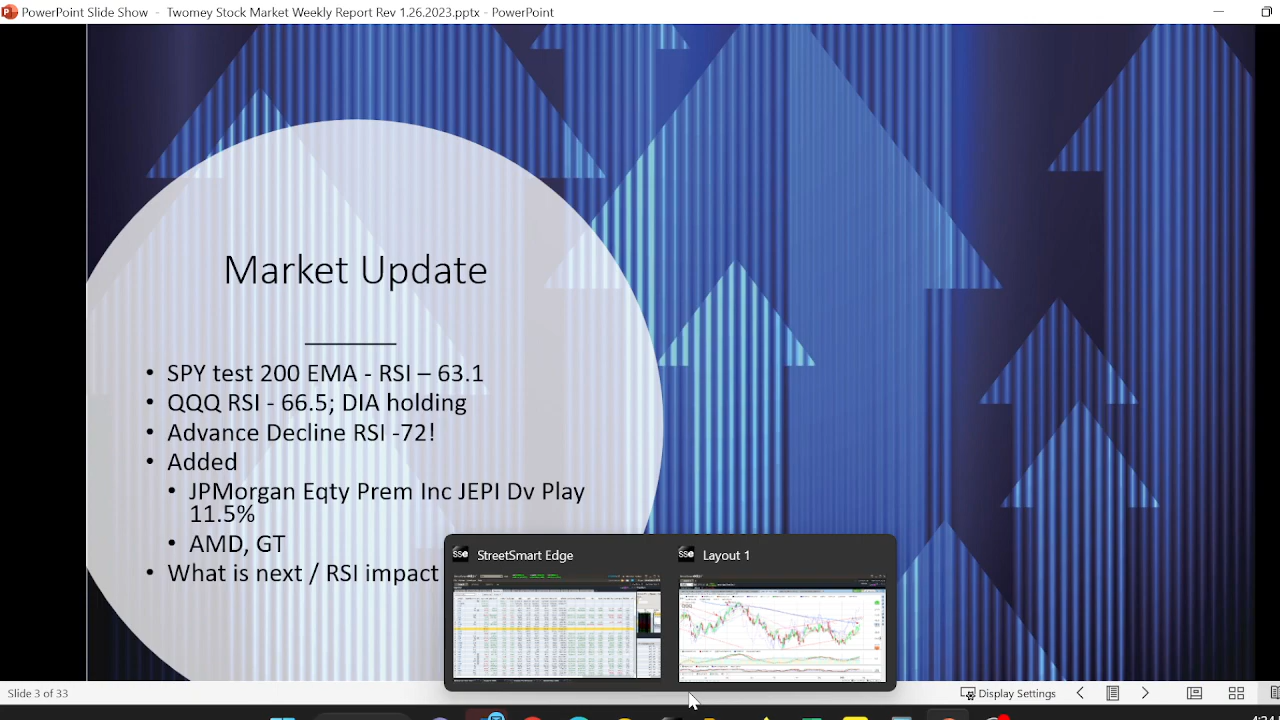 PowerPoint Slide Show - Twomey Stock Market Weekly Report Rev 1.26.2023.pptx - PowerPoint
Market Update
• SPY test 200 EMA - RSI – 63.1
• QQQ RSI - 66.5; DIA holding
• Advance Decline RSI -72!
• Added
• JPMorgan Eqty Prem Inc JEPI Dv Play
11.5%
• AMD, GT
• What is next / RSI impact
StreetSmart Edge
Layout 1
Slide 3 of 33
Display Settings